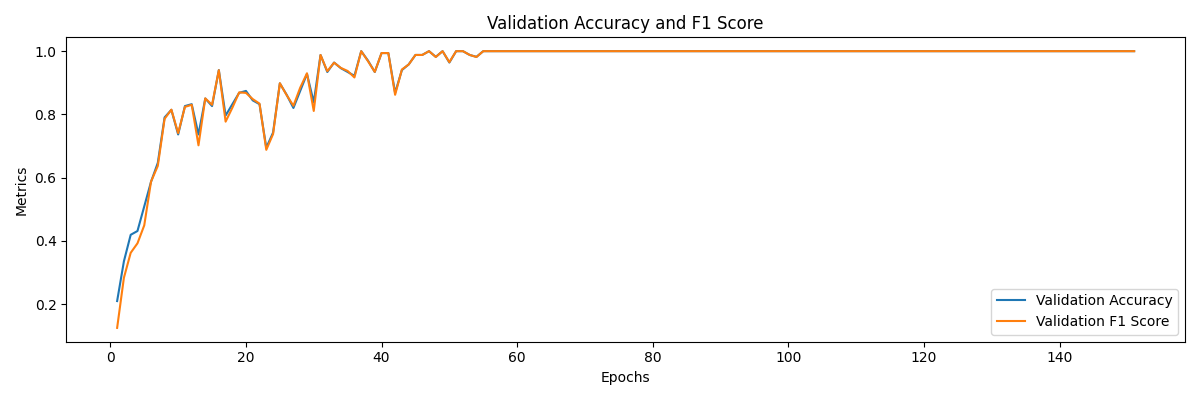 Validation Accuracy and F1 Score
1.0
0.8
0.6
0.4
0.2
Metrics
0 20 40 60 80 100 120 140
Epochs
Validation Accuracy
Validation F1 Score